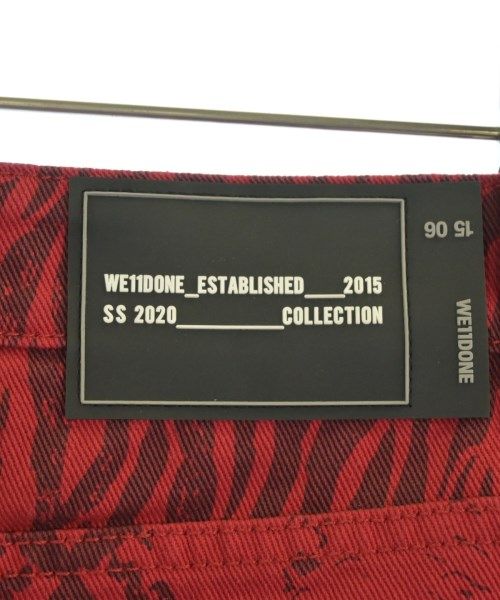 WE11DONE_ESTABLISHED___2015
SS 2020__________COLLECTION
15 06
WE11DONE